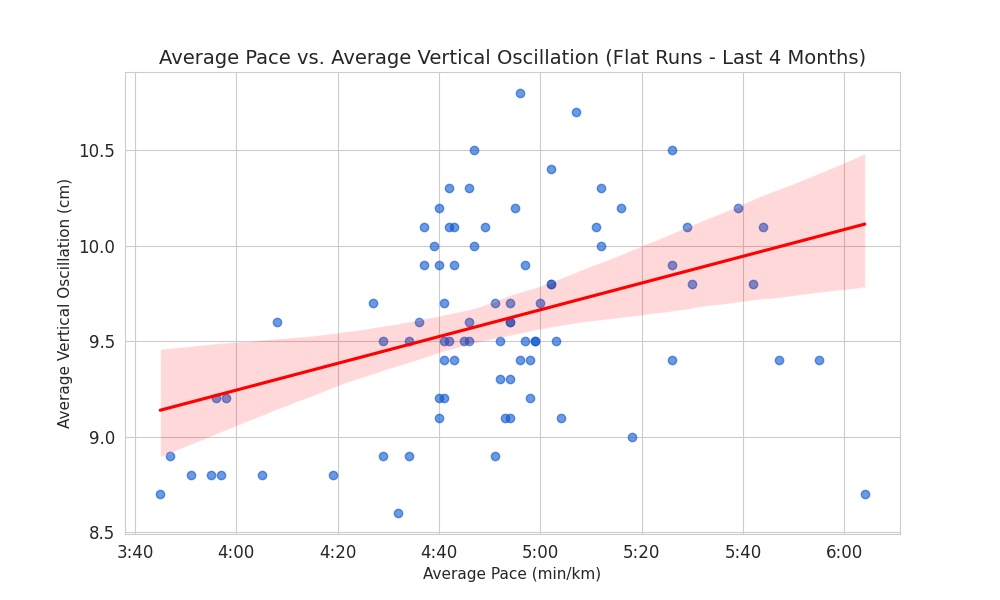 Average Pace vs. Average Vertical Oscillation (Flat Runs - Last 4 Months)
Average Vertical Oscillation (cm)
10.5
10.0
9.5
9.0
8.5
3:40 4:00 4:20 4:40 5:00 5:20 5:40 6:00
Average Pace (min/km)